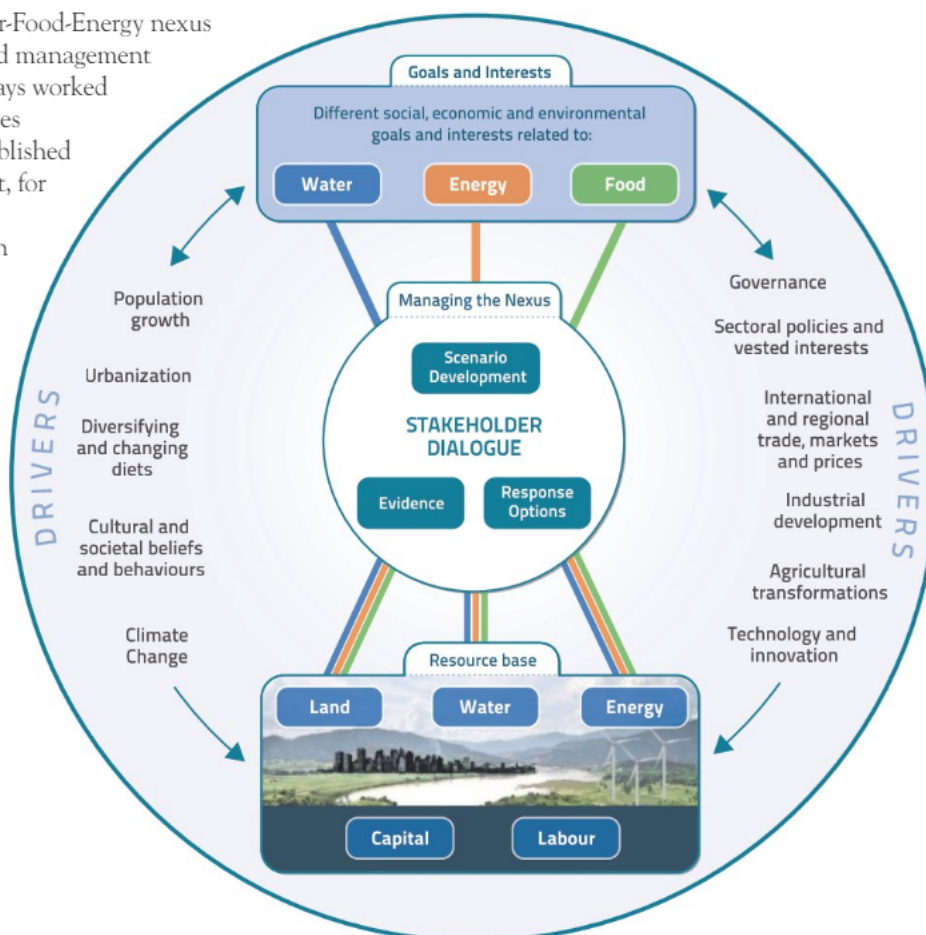 r-Food-Energy nexus
d management
ays worked
es
blished
t, for
n
Goals and Interests
Different social, economic and environmental
goals and interests related to:
Water
Energy
Food
Managing the Nexus
Scenario
Development
STAKEHOLDER
DIALOGUE
Evidence
Response
Options
DRIVERS
Population
growth
Urbanization
Diversifying
and changing
diets
Cultural and
societal beliefs
and behaviours
Climate
Change
Governance
Sectoral policies and
vested interests
International
and regional
trade, markets
and prices
Industrial
development
Agricultural
transformations
Technology and
innovation
DRIVERS
Resource base
Land
Water
Energy
Capital
Labour